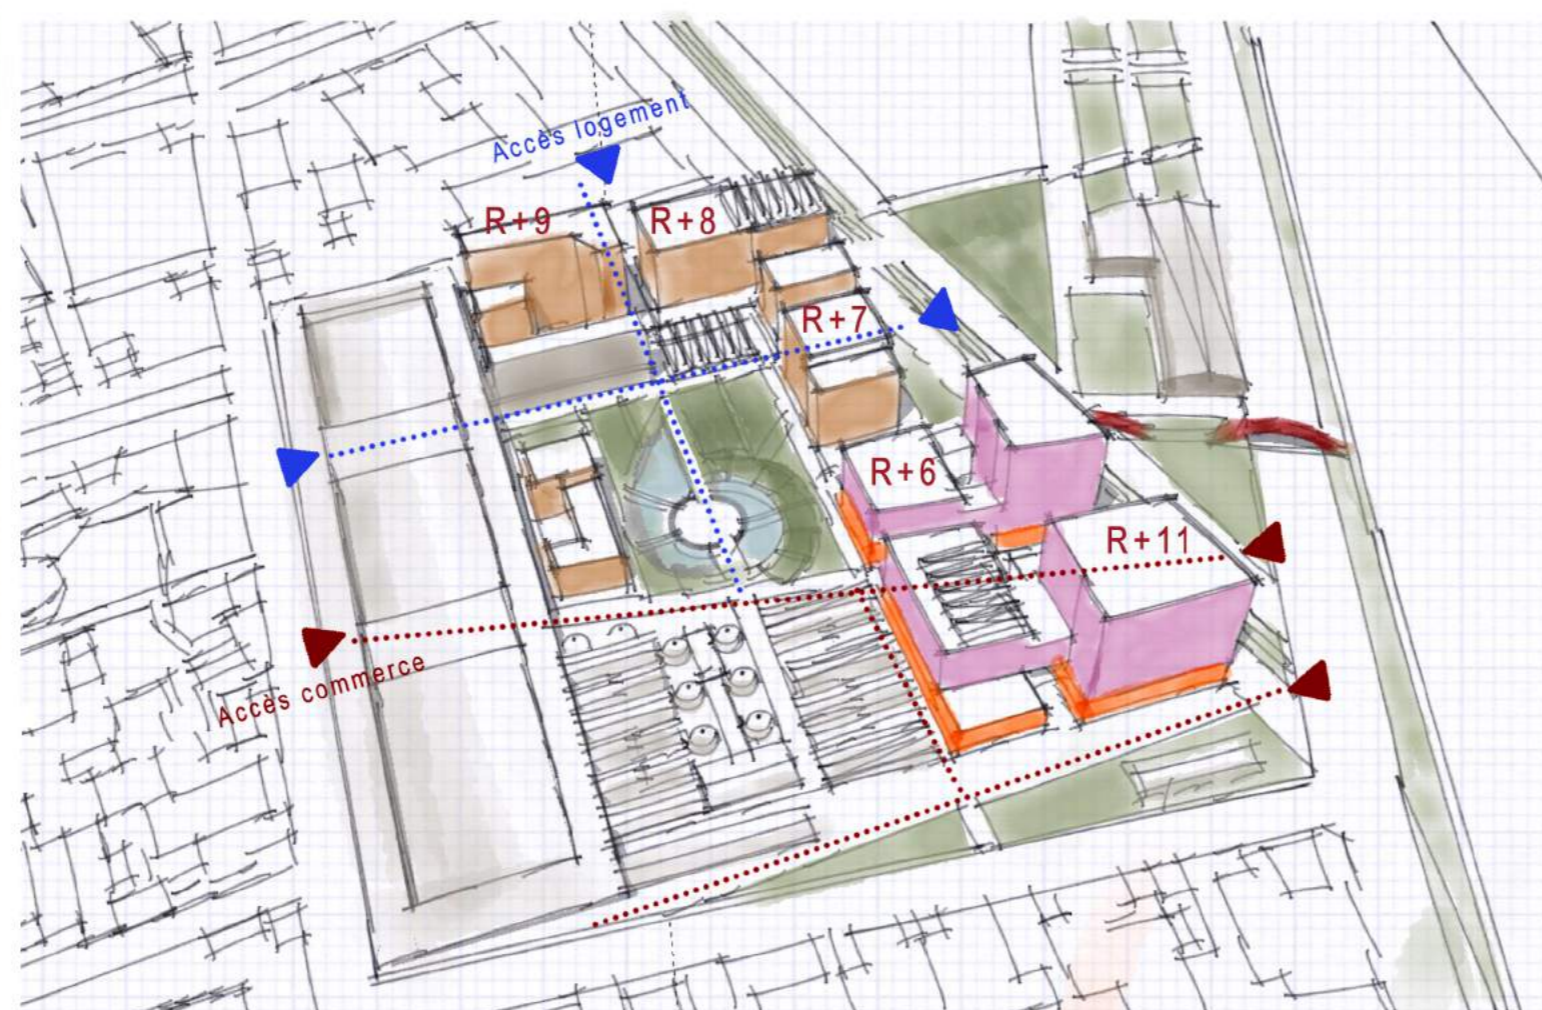 Accès logement
R+9
R+8
R+7
R+6
R+11
Accès commerce